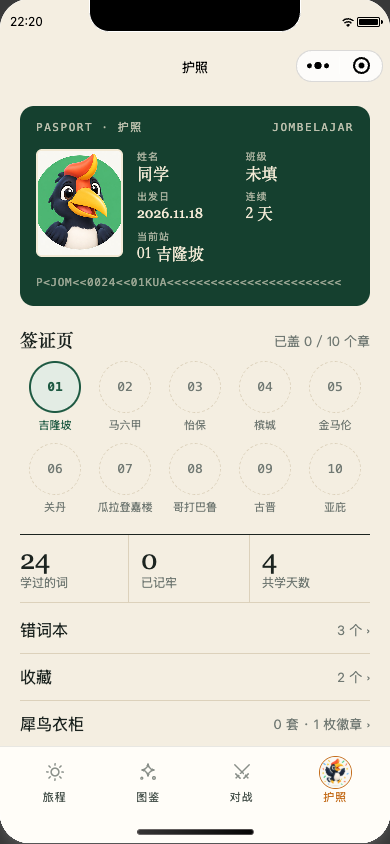 22:20
护照
PASPORT · 护照
JOMBELAJAR
姓名
同学
班级
未填
出发日
2026.11.18
连续
2 天
当前站
01 吉隆坡
P<JOM<<0024<<01KUA<<<<<<<<<<<<<<<<<<<<<<<<
签证页
已盖 0 / 10 个章
01 02 03 04 05
吉隆坡 马六甲 怡保 槟城 金马伦
06 07 08 09 10
关丹 瓜拉登嘉楼 哥打巴鲁 古晋 亚庇
24 0 4
学过的词 已记牢 共学天数
错词本 3 个 ›
收藏 2 个 ›
犀鸟衣柜 0 套 · 1 枚徽章 ›
旅程 图鉴 对战 护照